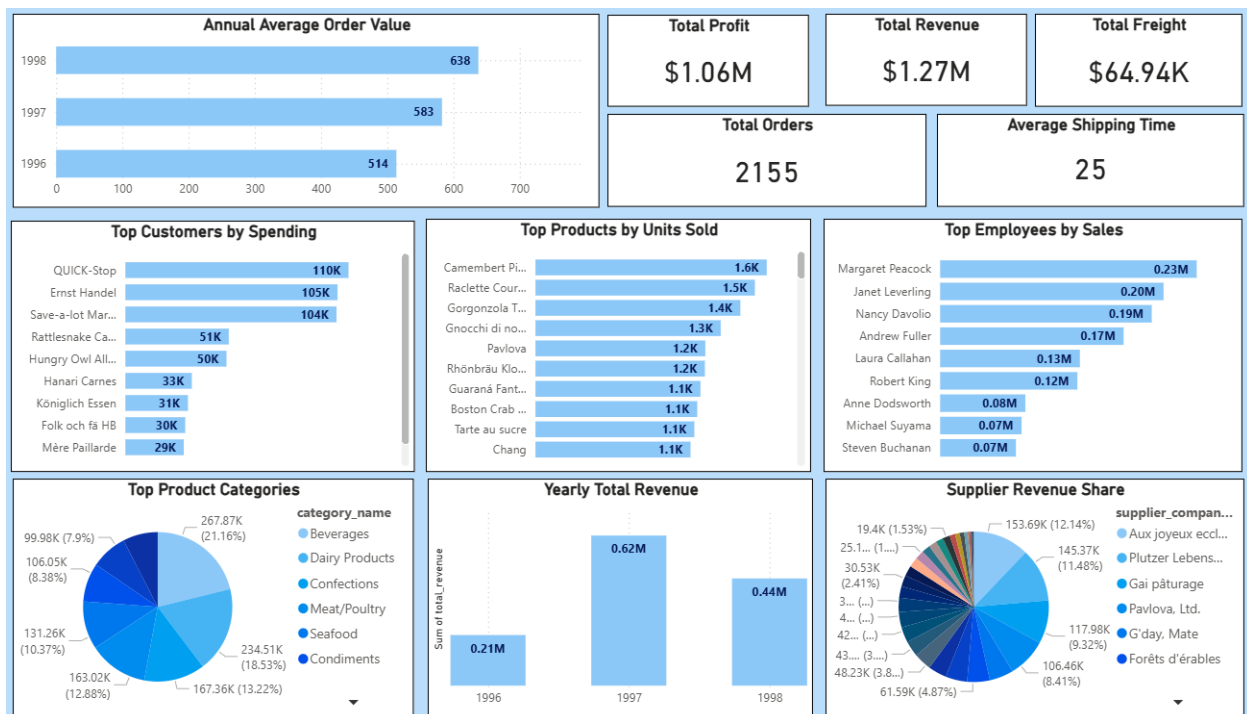 Annual Average Order Value
1998
638
1997
583
1996
514
0 100 200 300 400 500 600 700
Total Profit
$1.06M
Total Revenue
$1.27M
Total Freight
$64.94K
Total Orders
2155
Average Shipping Time
25
Top Customers by Spending
QUICK-Stop 110K
Ernst Handel 105K
Save-a-lot Mar... 104K
Rattlesnake Ca... 51K
Hungry Owl All... 50K
Hanari Carnes 33K
Königlich Essen 31K
Folk och fä HB 30K
Mère Paillarde 29K
Top Products by Units Sold
Camembert Pi... 1.6K
Raclette Cour... 1.5K
Gorgonzola T... 1.4K
Gnocchi di no... 1.3K
Pavlova 1.2K
Rhönbräu Klo... 1.2K
Guaraná Fant... 1.1K
Boston Crab ... 1.1K
Tarte au sucre 1.1K
Chang 1.1K
Top Employees by Sales
Margaret Peacock 0.23M
Janet Leverling 0.20M
Nancy Davolio 0.19M
Andrew Fuller 0.17M
Laura Callahan 0.13M
Robert King 0.12M
Anne Dodsworth 0.08M
Michael Suyama 0.07M
Steven Buchanan 0.07M
Top Product Categories
267.87K
(21.16%)
234.51K
(18.53%)
167.36K (13.22%)
163.02K
(12.88%)
131.26K
(10.37%)
106.05K
(8.38%)
99.98K (7.9%)
category_name
Beverages
Dairy Products
Confections
Meat/Poultry
Seafood
Condiments
Yearly Total Revenue
Sum of total_revenue
0.21M
0.62M
0.44M
1996 1997 1998
Supplier Revenue Share
153.69K (12.14%)
145.37K
(11.48%)
117.98K
(9.32%)
106.46K
(8.41%)
61.59K (4.87%)
48.23K (3.8...)
43.... (3....)
42... (...)
4... (...)
3... (...)
30.53K
(2.41%)
25.1... (1....)
19.4K (1.53%)
supplier_compan...
Aux joyeux eccl...
Plutzer Lebens...
Gai pâturage
Pavlova, Ltd.
G'day, Mate
Forêts d'érables